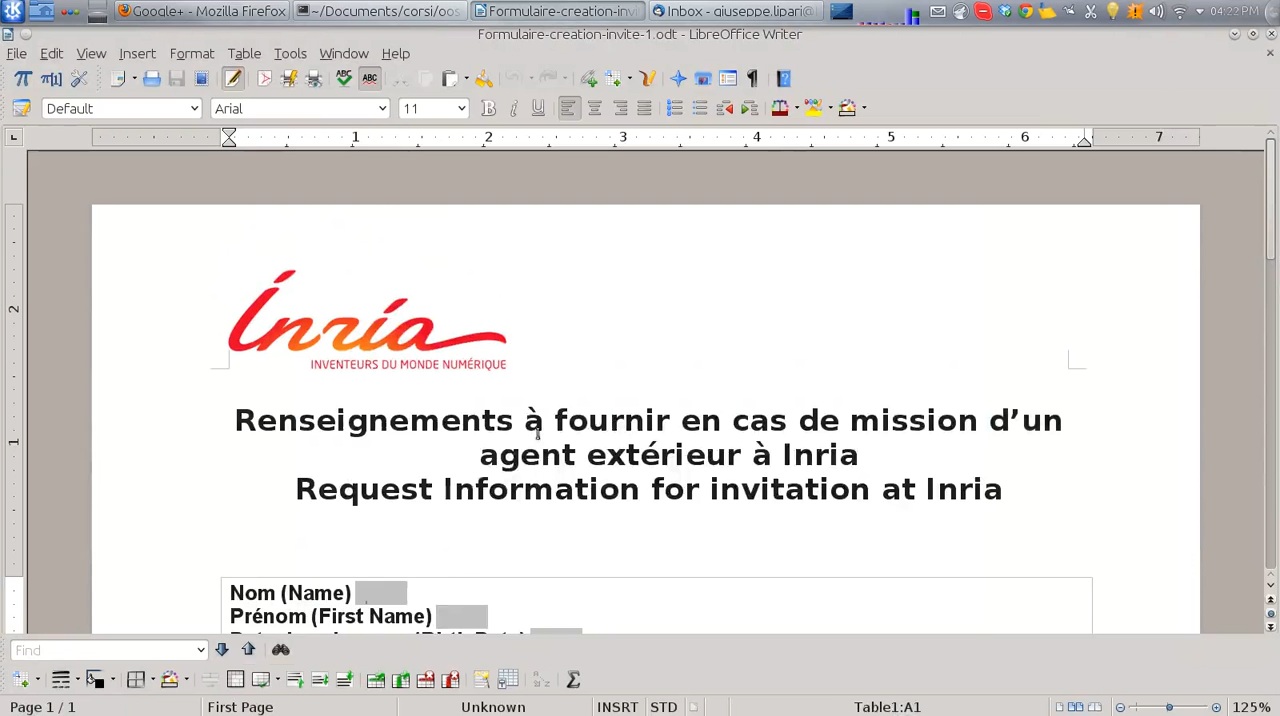 Google+ - Mozilla Firefox
~/Documents/corsi/oos
Formulaire-creation-invi
Inbox - giuseppe.lipari@
04:22 PM
Formulaire-creation-invite-1.odt - LibreOffice Writer
File Edit View Insert Format Table Tools Window Help
Default Arial 11
1 2 3 4 5 6 7
2
1
Inria
INVENTEURS DU MONDE NUMÉRIQUE
Renseignements à fournir en cas de mission d’un
agent extérieur à Inria
Request Information for invitation at Inria
Nom (Name)
Prénom (First Name)
Find
Page 1 / 1 First Page Unknown INSRT STD Table1:A1 125%